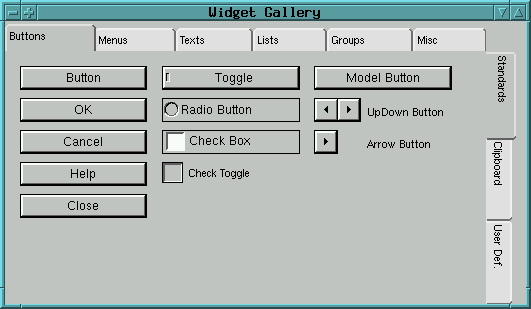 Widget Gallery
Buttons
Menus
Texts
Lists
Groups
Misc
Button
Toggle
Model Button
OK
Radio Button
UpDown Button
Cancel
Check Box
Arrow Button
Help
Check Toggle
Close
Standards
Clipboard
User Def.